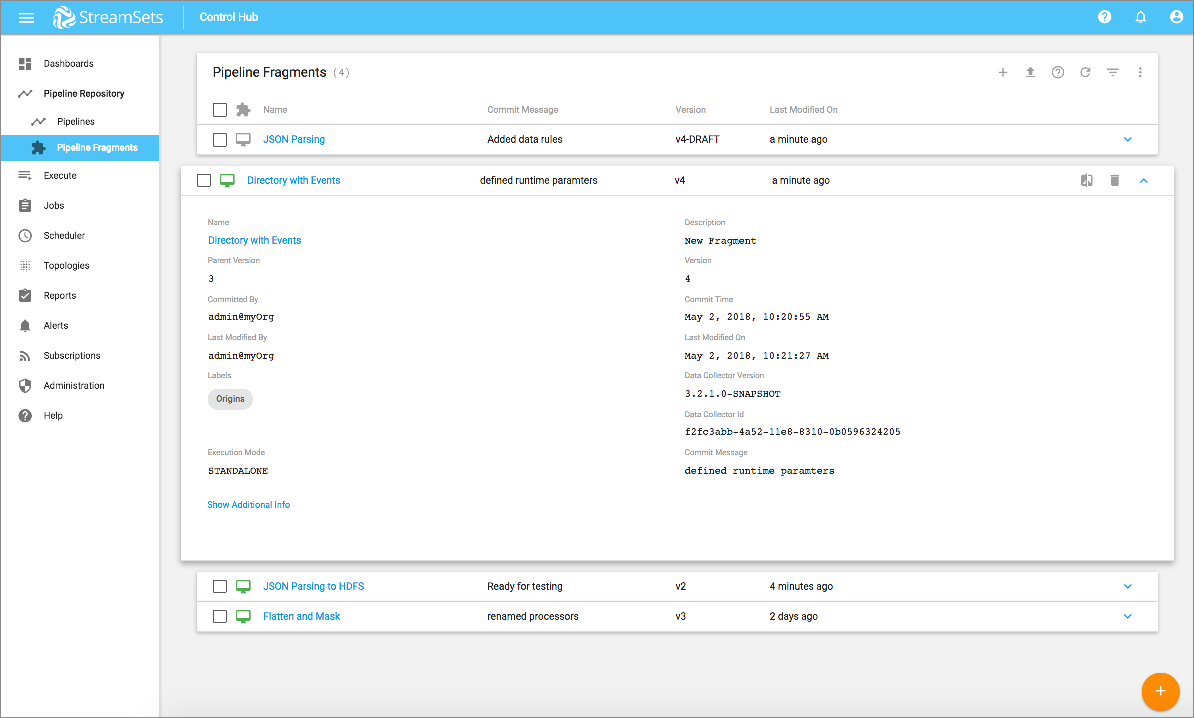 StreamSets Control Hub
Dashboards
Pipeline Repository
Pipelines
Pipeline Fragments
Execute
Jobs
Scheduler
Topologies
Reports
Alerts
Subscriptions
Administration
Help
Pipeline Fragments (4)
Name Commit Message Version Last Modified On
JSON Parsing Added data rules v4-DRAFT a minute ago
Directory with Events defined runtime paramters v4 a minute ago
Name Description
Directory with Events New Fragment
Parent Version Version
3 4
Committed By Commit Time
admin@myOrg May 2, 2018, 10:20:55 AM
Last Modified By Last Modified On
admin@myOrg May 2, 2018, 10:21:27 AM
Labels Data Collector Version
Origins 3.2.1.0-SNAPSHOT
Data Collector Id
f2fc3abb-4a52-11e8-8310-0b0596324205
Execution Mode Commit Message
STANDALONE defined runtime paramters
Show Additional Info
JSON Parsing to HDFS Ready for testing v2 4 minutes ago
Flatten and Mask renamed processors v3 2 days ago